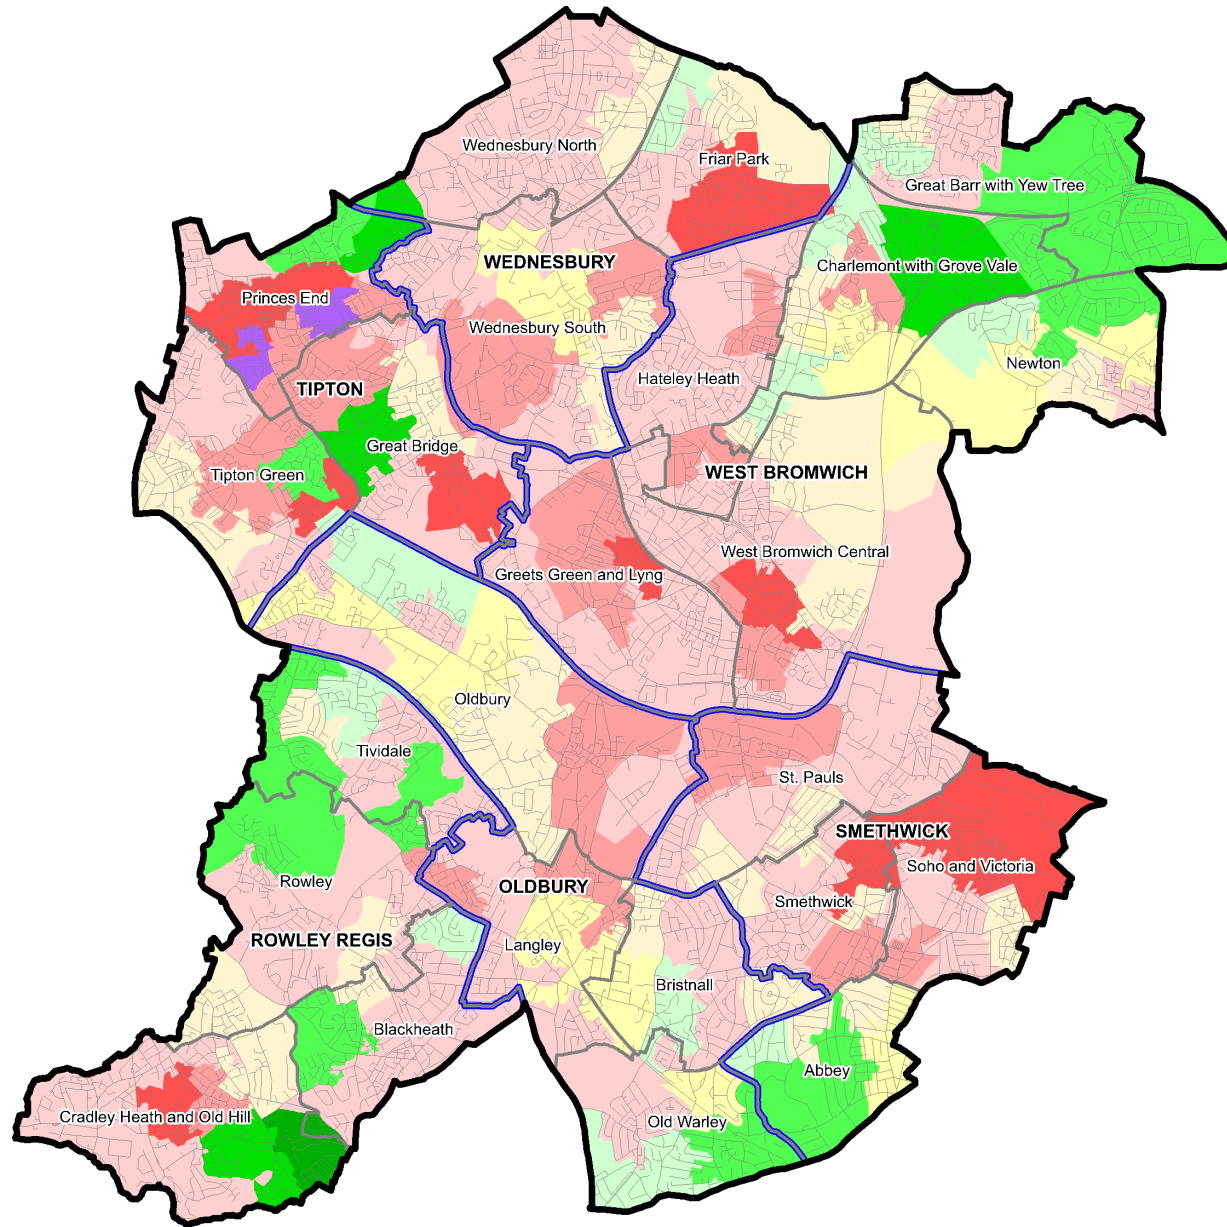 Wednesbury North
Friar Park
Great Barr with Yew Tree
WEDNESBURY
Charlemont with Grove Vale
Princes End
Wednesbury South
Newton
Hateley Heath
TIPTON
Great Bridge
Tipton Green
WEST BROMWICH
West Bromwich Central
Greets Green and Lyng
Oldbury
Tividale
St. Pauls
SMETHWICK
Soho and Victoria
Rowley
OLDBURY
Smethwick
ROWLEY REGIS
Langley
Bristnall
Blackheath
Abbey
Cradley Heath and Old Hill
Old Warley